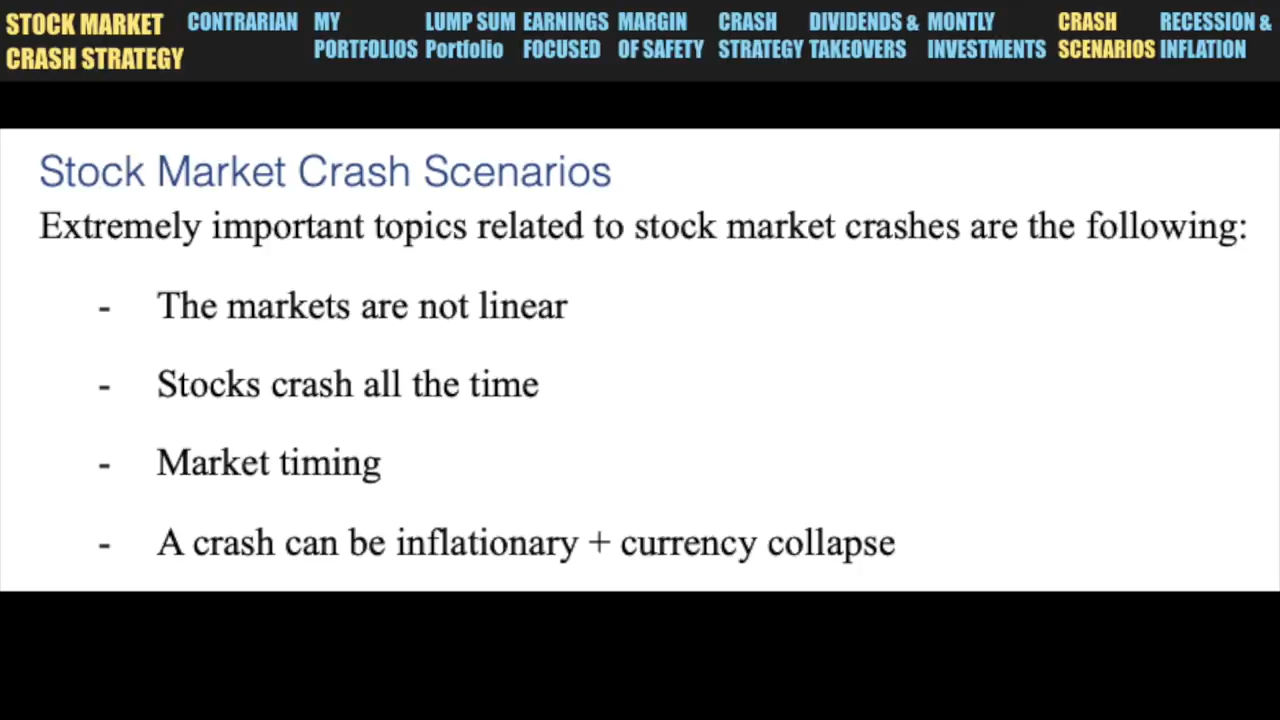 STOCK MARKET
CRASH STRATEGY
CONTRARIAN
MY
PORTFOLIOS
LUMP SUM
Portfolio
EARNINGS
FOCUSED
MARGIN
OF SAFETY
CRASH
STRATEGY
DIVIDENDS &
TAKEOVERS
MONTLY
INVESTMENTS
CRASH
SCENARIOS
RECESSION &
INFLATION
Stock Market Crash Scenarios
Extremely important topics related to stock market crashes are the following:
- The markets are not linear
- Stocks crash all the time
- Market timing
- A crash can be inflationary + currency collapse